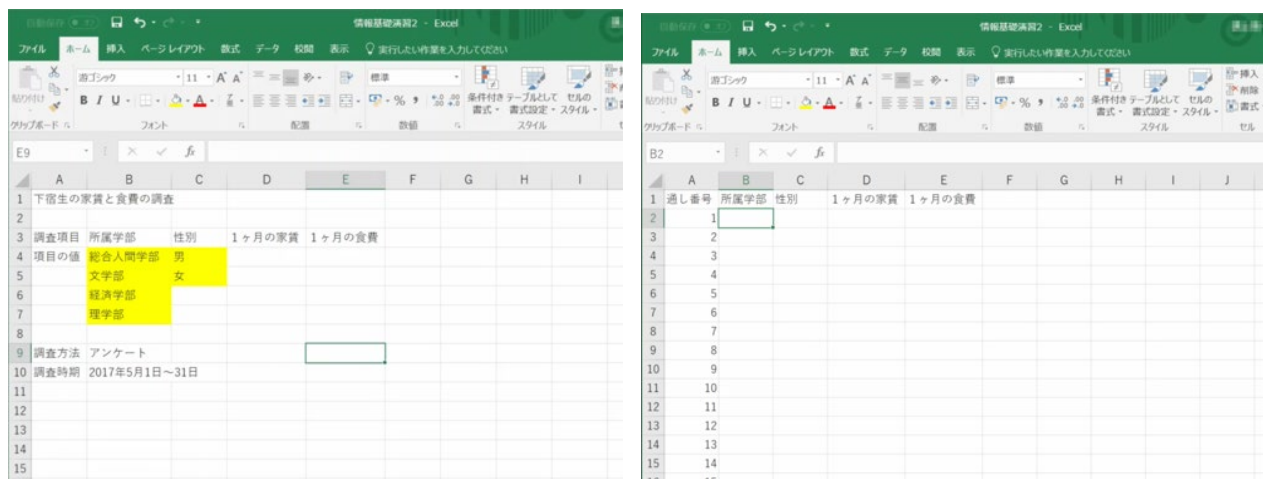 自動保存
情報基礎演習2 - Excel
ファイル ホーム 挿入 ページレイアウト 数式 データ 校閲 表示 実行したい作業を入力してください
游ゴシック 11 A A 標準
貼り付け B I U A % 条件付き書式 テーブルとして書式設定 セルのスタイル
クリップボード フォント 配置 数値 スタイル
E9 fx
A B C D E F G H I
1 下宿生の家賃と食費の調査
2
3 調査項目 所属学部 性別 1ヶ月の家賃 1ヶ月の食費
4 項目の値 総合人間学部 男
5 文学部 女
6 経済学部
7 理学部
8
9 調査方法 アンケート
10 調査時期 2017年5月1日~31日
11
12
13
14
15
自動保存
情報基礎演習2 - Excel
ファイル ホーム 挿入 ページレイアウト 数式 データ 校閲 表示 実行したい作業を入力してください
游ゴシック 11 A A 標準 挿入
貼り付け B I U A % 条件付き書式 テーブルとして書式設定 セルのスタイル 削除 書式
クリップボード フォント 配置 数値 スタイル セル
B2 fx
A B C D E F G H I J
1 通し番号 所属学部 性別 1ヶ月の家賃 1ヶ月の食費
2 1
3 2
4 3
5 4
6 5
7 6
8 7
9 8
10 9
11 10
12 11
13 12
14 13
15 14